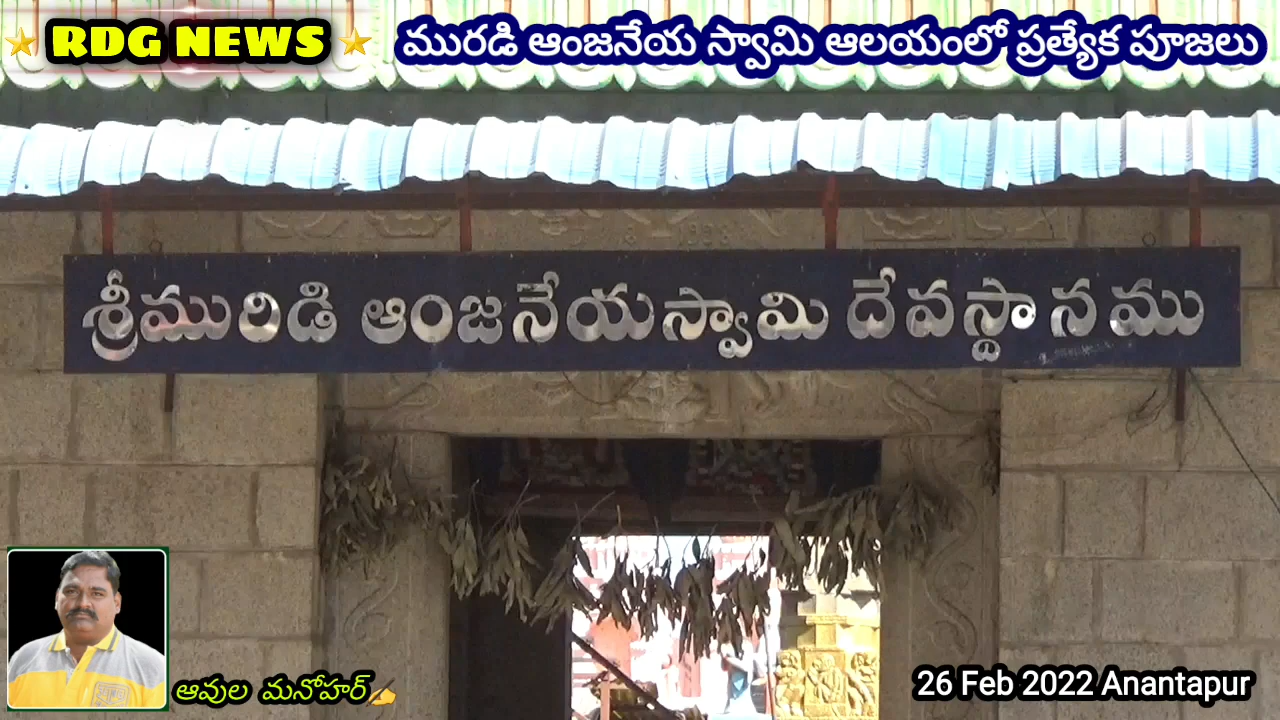 RDG NEWS
మురడి ఆంజనేయ స్వామి ఆలయంలో ప్రత్యేక పూజలు
శ్రీమురిడి ఆంజనేయస్వామి దేవస్థానము
ఆవుల మనోహర్✍
26 Feb 2022 Anantapur